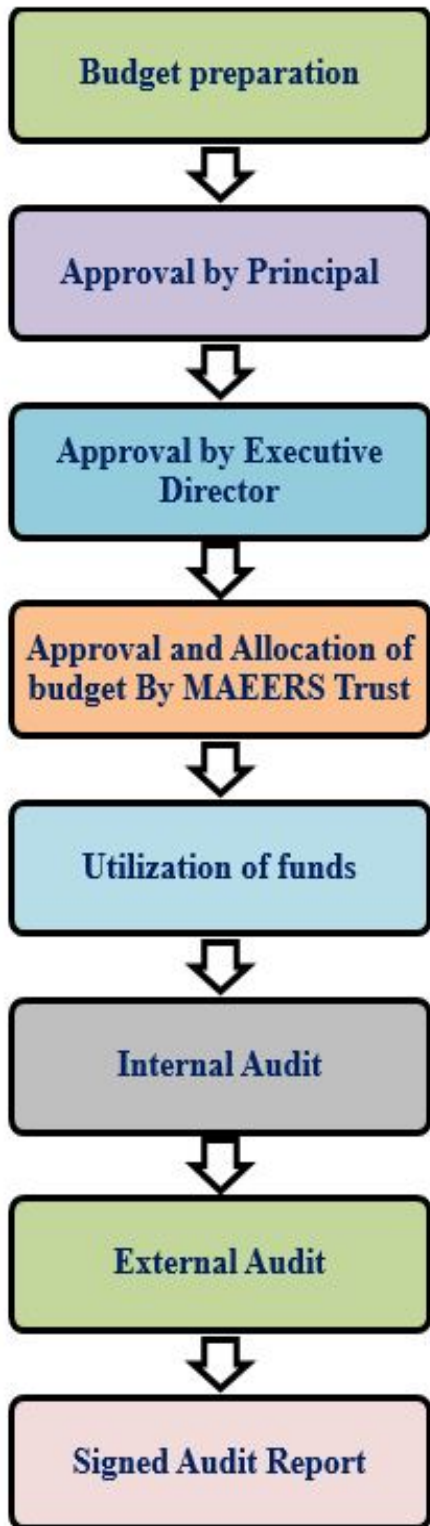 Budget preparation
Approval by Principal
Approval by Executive
Director
Approval and Allocation of
budget By MAEERS Trust
Utilization of funds
Internal Audit
External Audit
Signed Audit Report